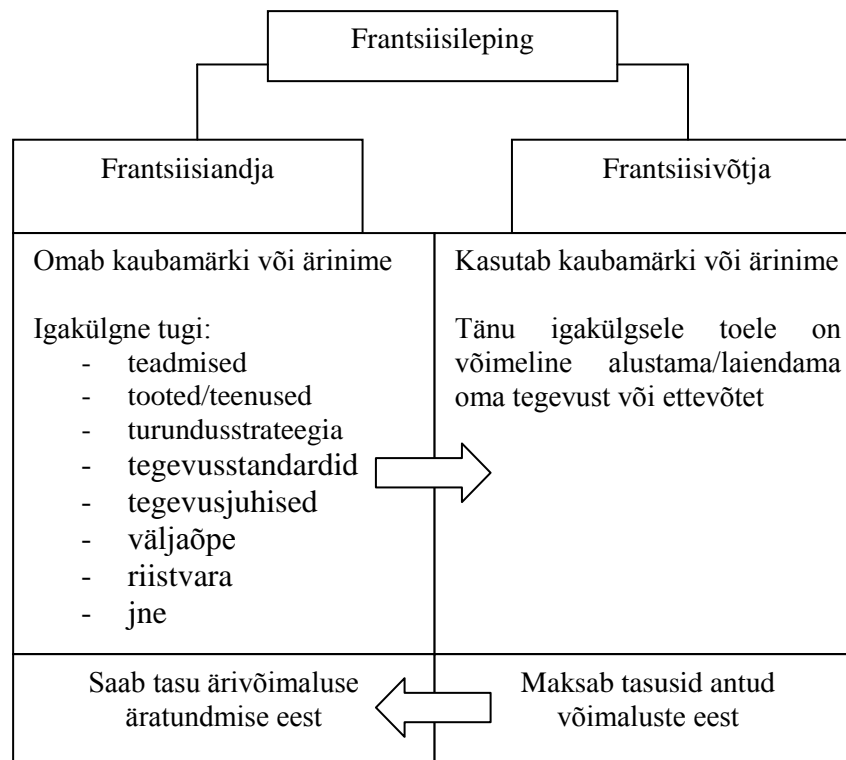 Frantsiisileping
Frantsiisiandja
Frantsiisivõtja
Omab kaubamärki või ärinime
Igakülgne tugi:
- teadmised
- tooted/teenused
- turundusstrateegia
- tegevusstandardid
- tegevusjuhised
- väljaõpe
- riistvara
- jne
Kasutab kaubamärki või ärinime
Tänu igakülgsele toele on
võimeline alustama/laiendama
oma tegevust või ettevõtet
Saab tasu ärivõimaluse
äratundmise eest
Maksab tasusid antud
võimaluste eest